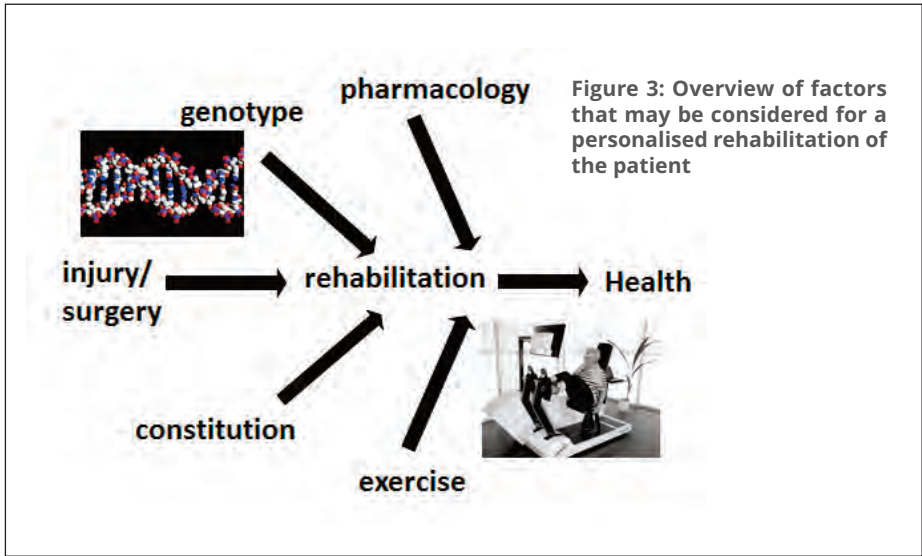 pharmacology
genotype
Figure 3: Overview of factors
that may be considered for a
personalised rehabilitation of
the patient
injury/
surgery
rehabilitation
Health
constitution
exercise